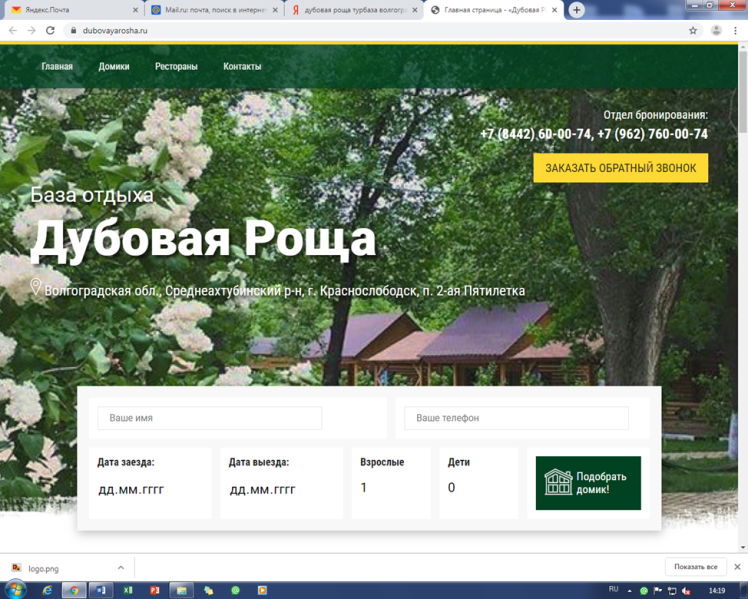 Яндекс.Почта
Mail.ru: почта, поиск в интерне
дубовая роща турбаза волгогр
Главная страница - «Дубовая Р
dubovayarosha.ru
Главная Домики Рестораны Контакты
Отдел бронирования:
+7 (8442) 60-00-74, +7 (962) 760-00-74
ЗАКАЗАТЬ ОБРАТНЫЙ ЗВОНОК
База отдыха
Дубовая Роща
Волгоградская обл., Среднеахтубинский р-н, г. Краснослободск, п. 2-ая Пятилетка
Ваше имя
Ваше телефон
Дата заезда:
дд.мм.гггг
Дата выезда:
дд.мм.гггг
Взрослые
1
Дети
0
Подобрать
домик!
logo.png
Показать все
RU
14:19